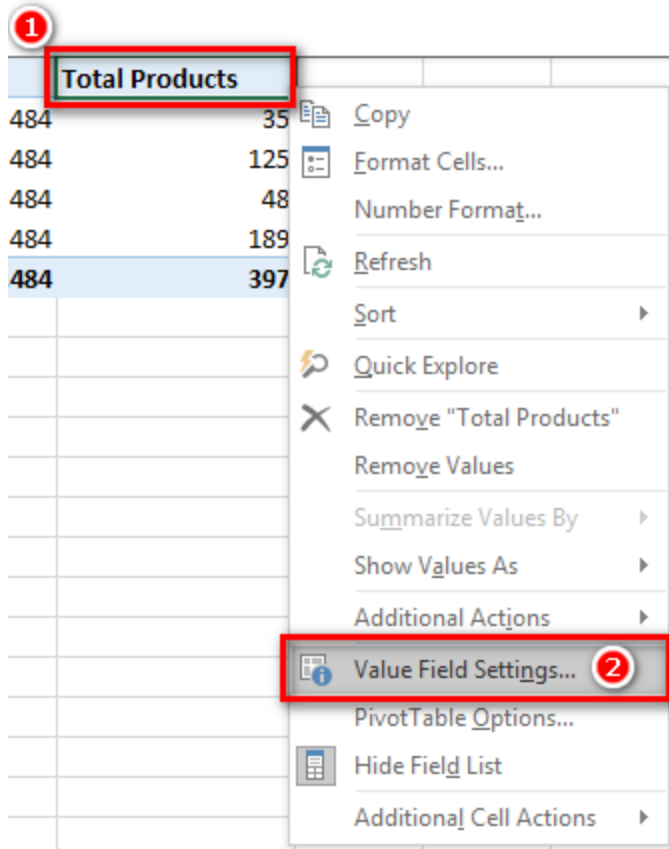 1
Total Products
484 35
484 125
484 48
484 189
484 397
Copy
Format Cells...
Number Format...
Refresh
Sort
Quick Explore
Remove "Total Products"
Remove Values
Summarize Values By
Show Values As
Additional Actions
Value Field Settings... 2
PivotTable Options...
Hide Field List
Additional Cell Actions